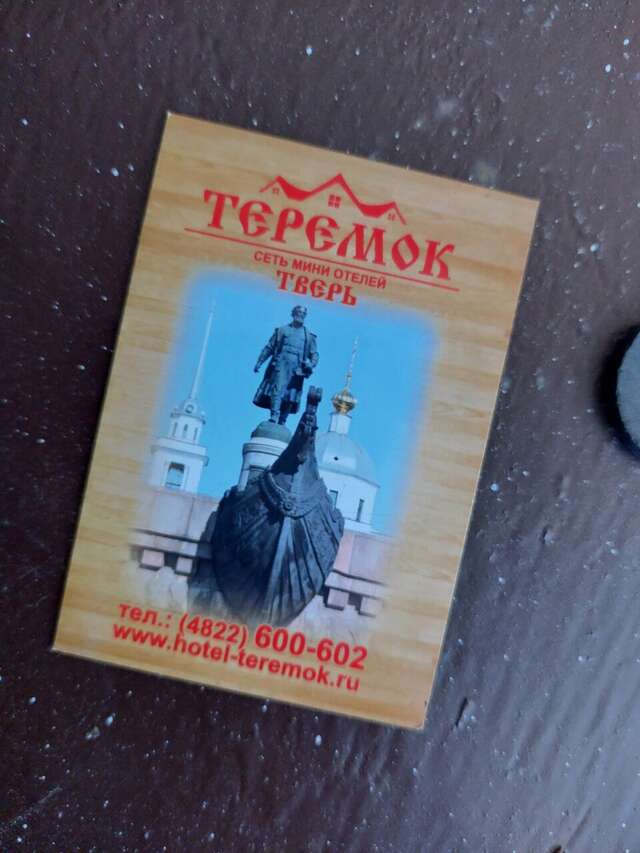 ТЕРЕМОК
СЕТЬ МИНИ ОТЕЛЕЙ
ТВЕРЬ
тел.: (4822) 600-602
www.hotel-teremok.ru